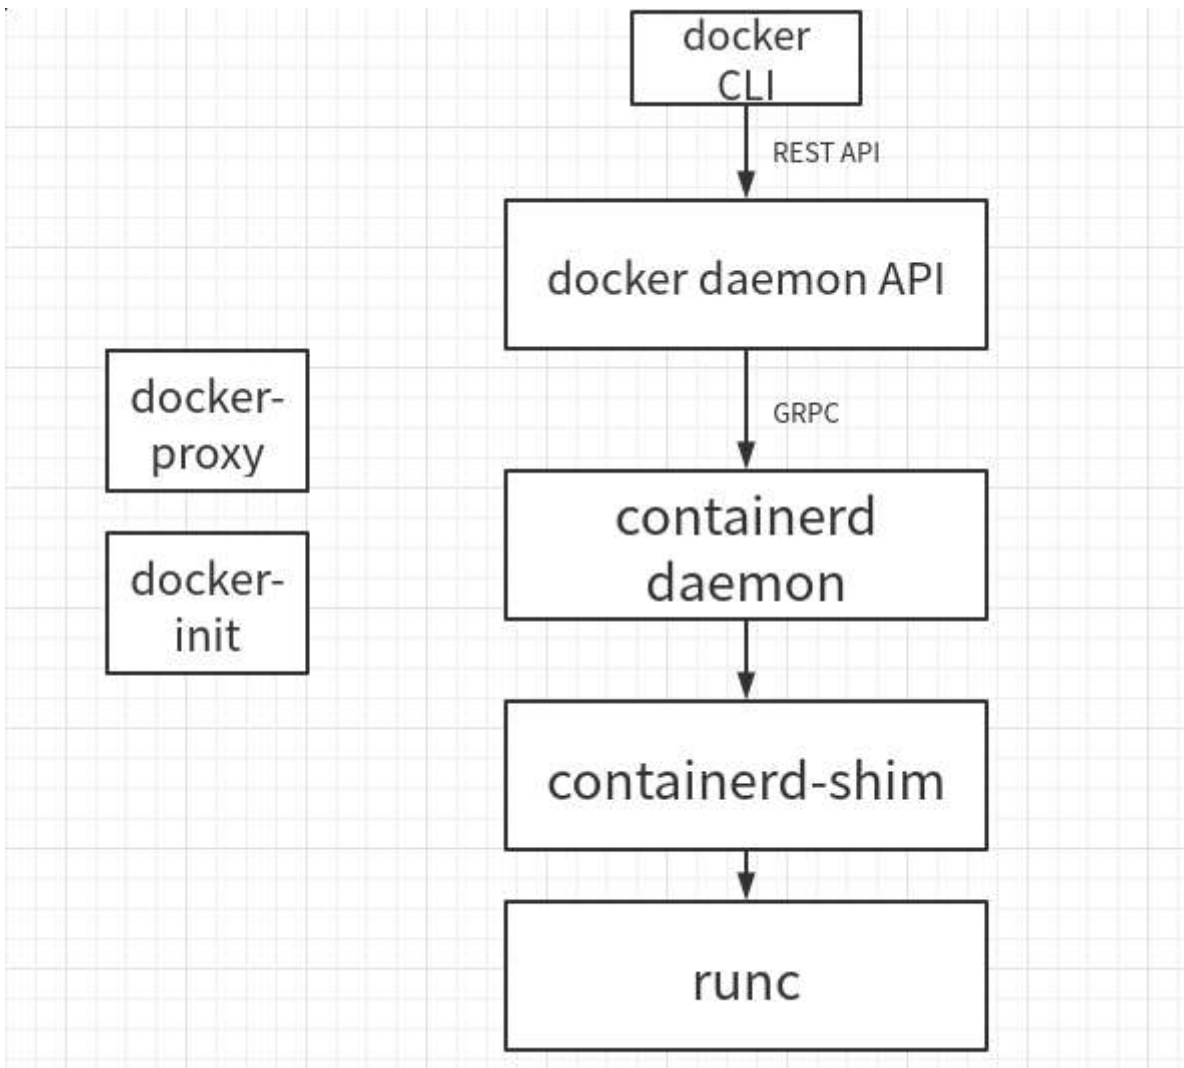 docker
CLI
REST API
docker daemon API
docker-
proxy
GRPC
containerd
daemon
docker-
init
containerd-shim
runc